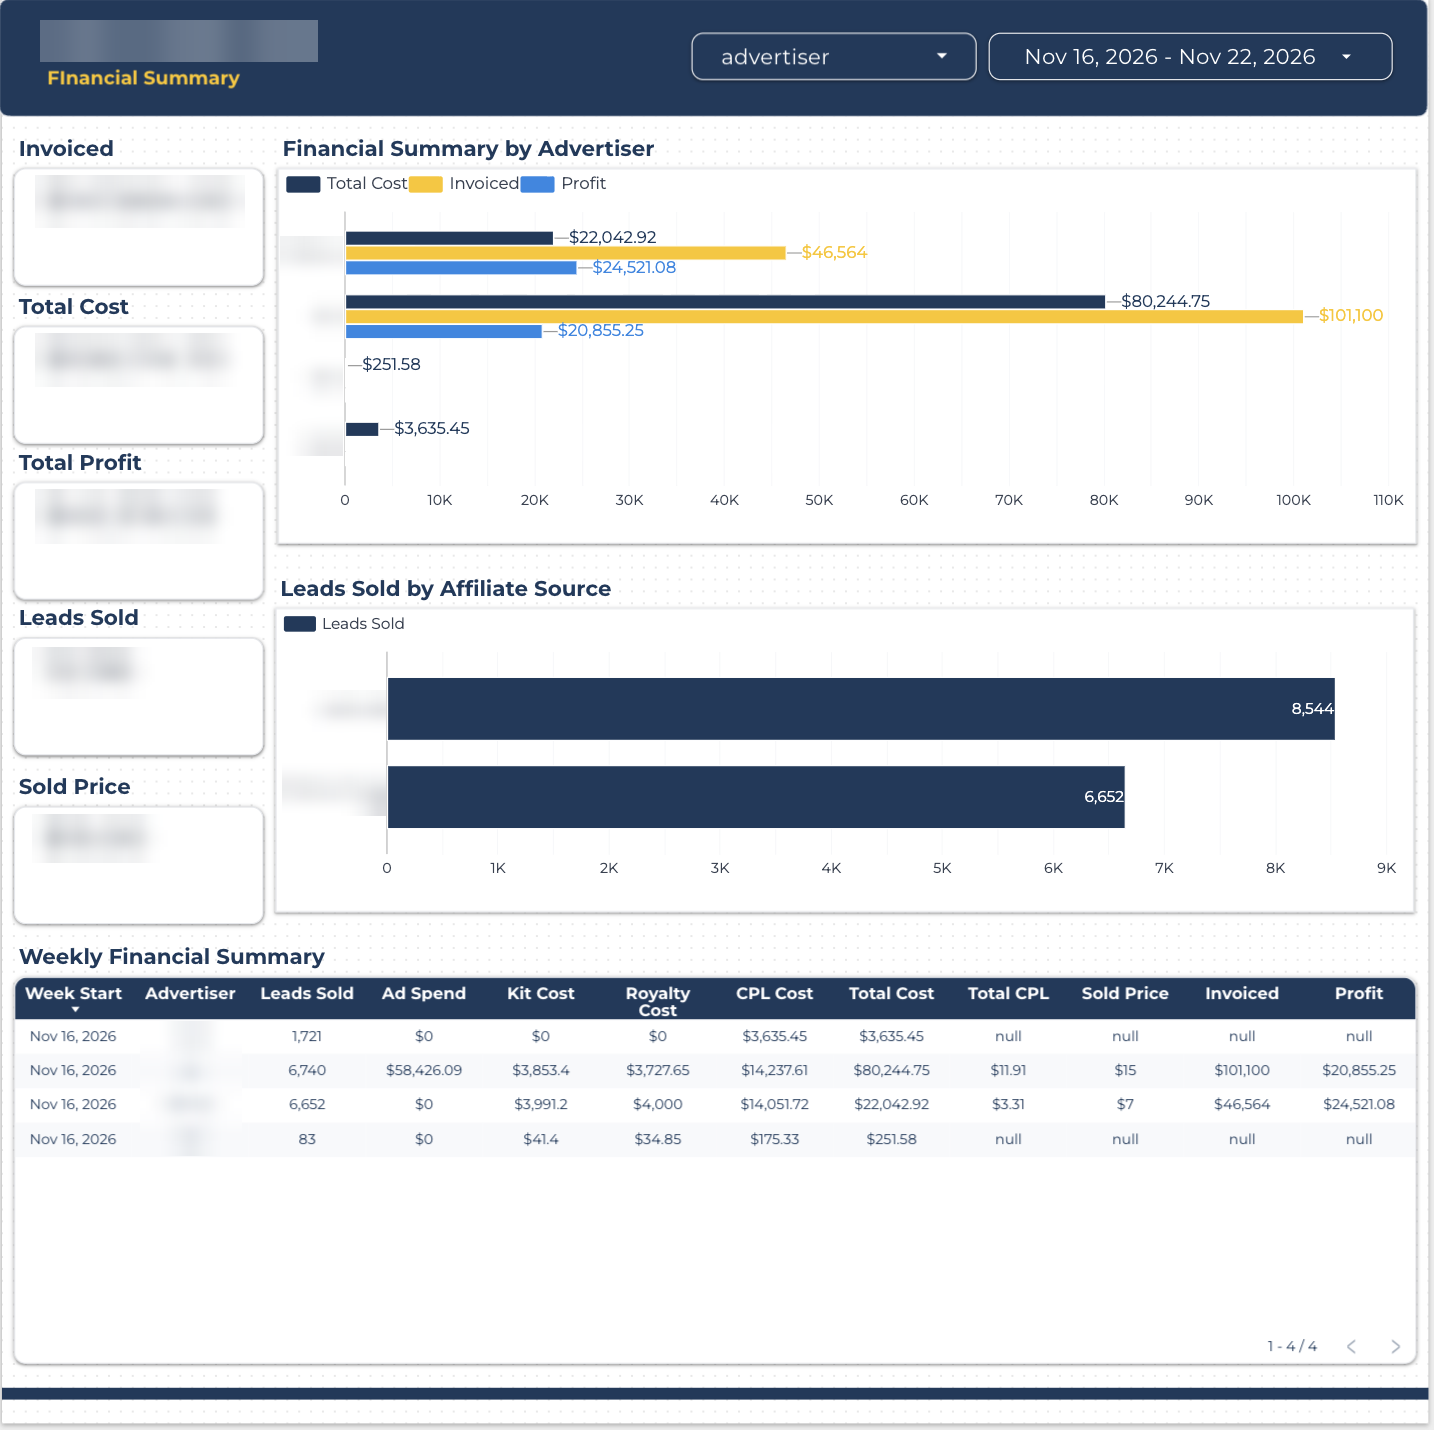 FInancial Summary
advertiser
Nov 16, 2026 - Nov 22, 2026
Invoiced
Total Cost
Total Profit
Leads Sold
Sold Price
Financial Summary by Advertiser
Total Cost Invoiced Profit
$22,042.92
$46,564
$24,521.08
$80,244.75
$101,100
$20,855.25
$251.58
$3,635.45
0 10K 20K 30K 40K 50K 60K 70K 80K 90K 100K 110K
Leads Sold by Affiliate Source
Leads Sold
8,544
6,652
0 1K 2K 3K 4K 5K 6K 7K 8K 9K
Weekly Financial Summary
Week Start Advertiser Leads Sold Ad Spend Kit Cost Royalty Cost CPL Cost Total Cost Total CPL Sold Price Invoiced Profit
Nov 16, 2026 1,721 $0 $0 $0 $3,635.45 $3,635.45 null null null null
Nov 16, 2026 6,740 $58,426.09 $3,853.4 $3,727.65 $14,237.61 $80,244.75 $11.91 $15 $101,100 $20,855.25
Nov 16, 2026 6,652 $0 $3,991.2 $4,000 $14,051.72 $22,042.92 $3.31 $7 $46,564 $24,521.08
Nov 16, 2026 83 $0 $41.4 $34.85 $175.33 $251.58 null null null null
1 - 4 / 4